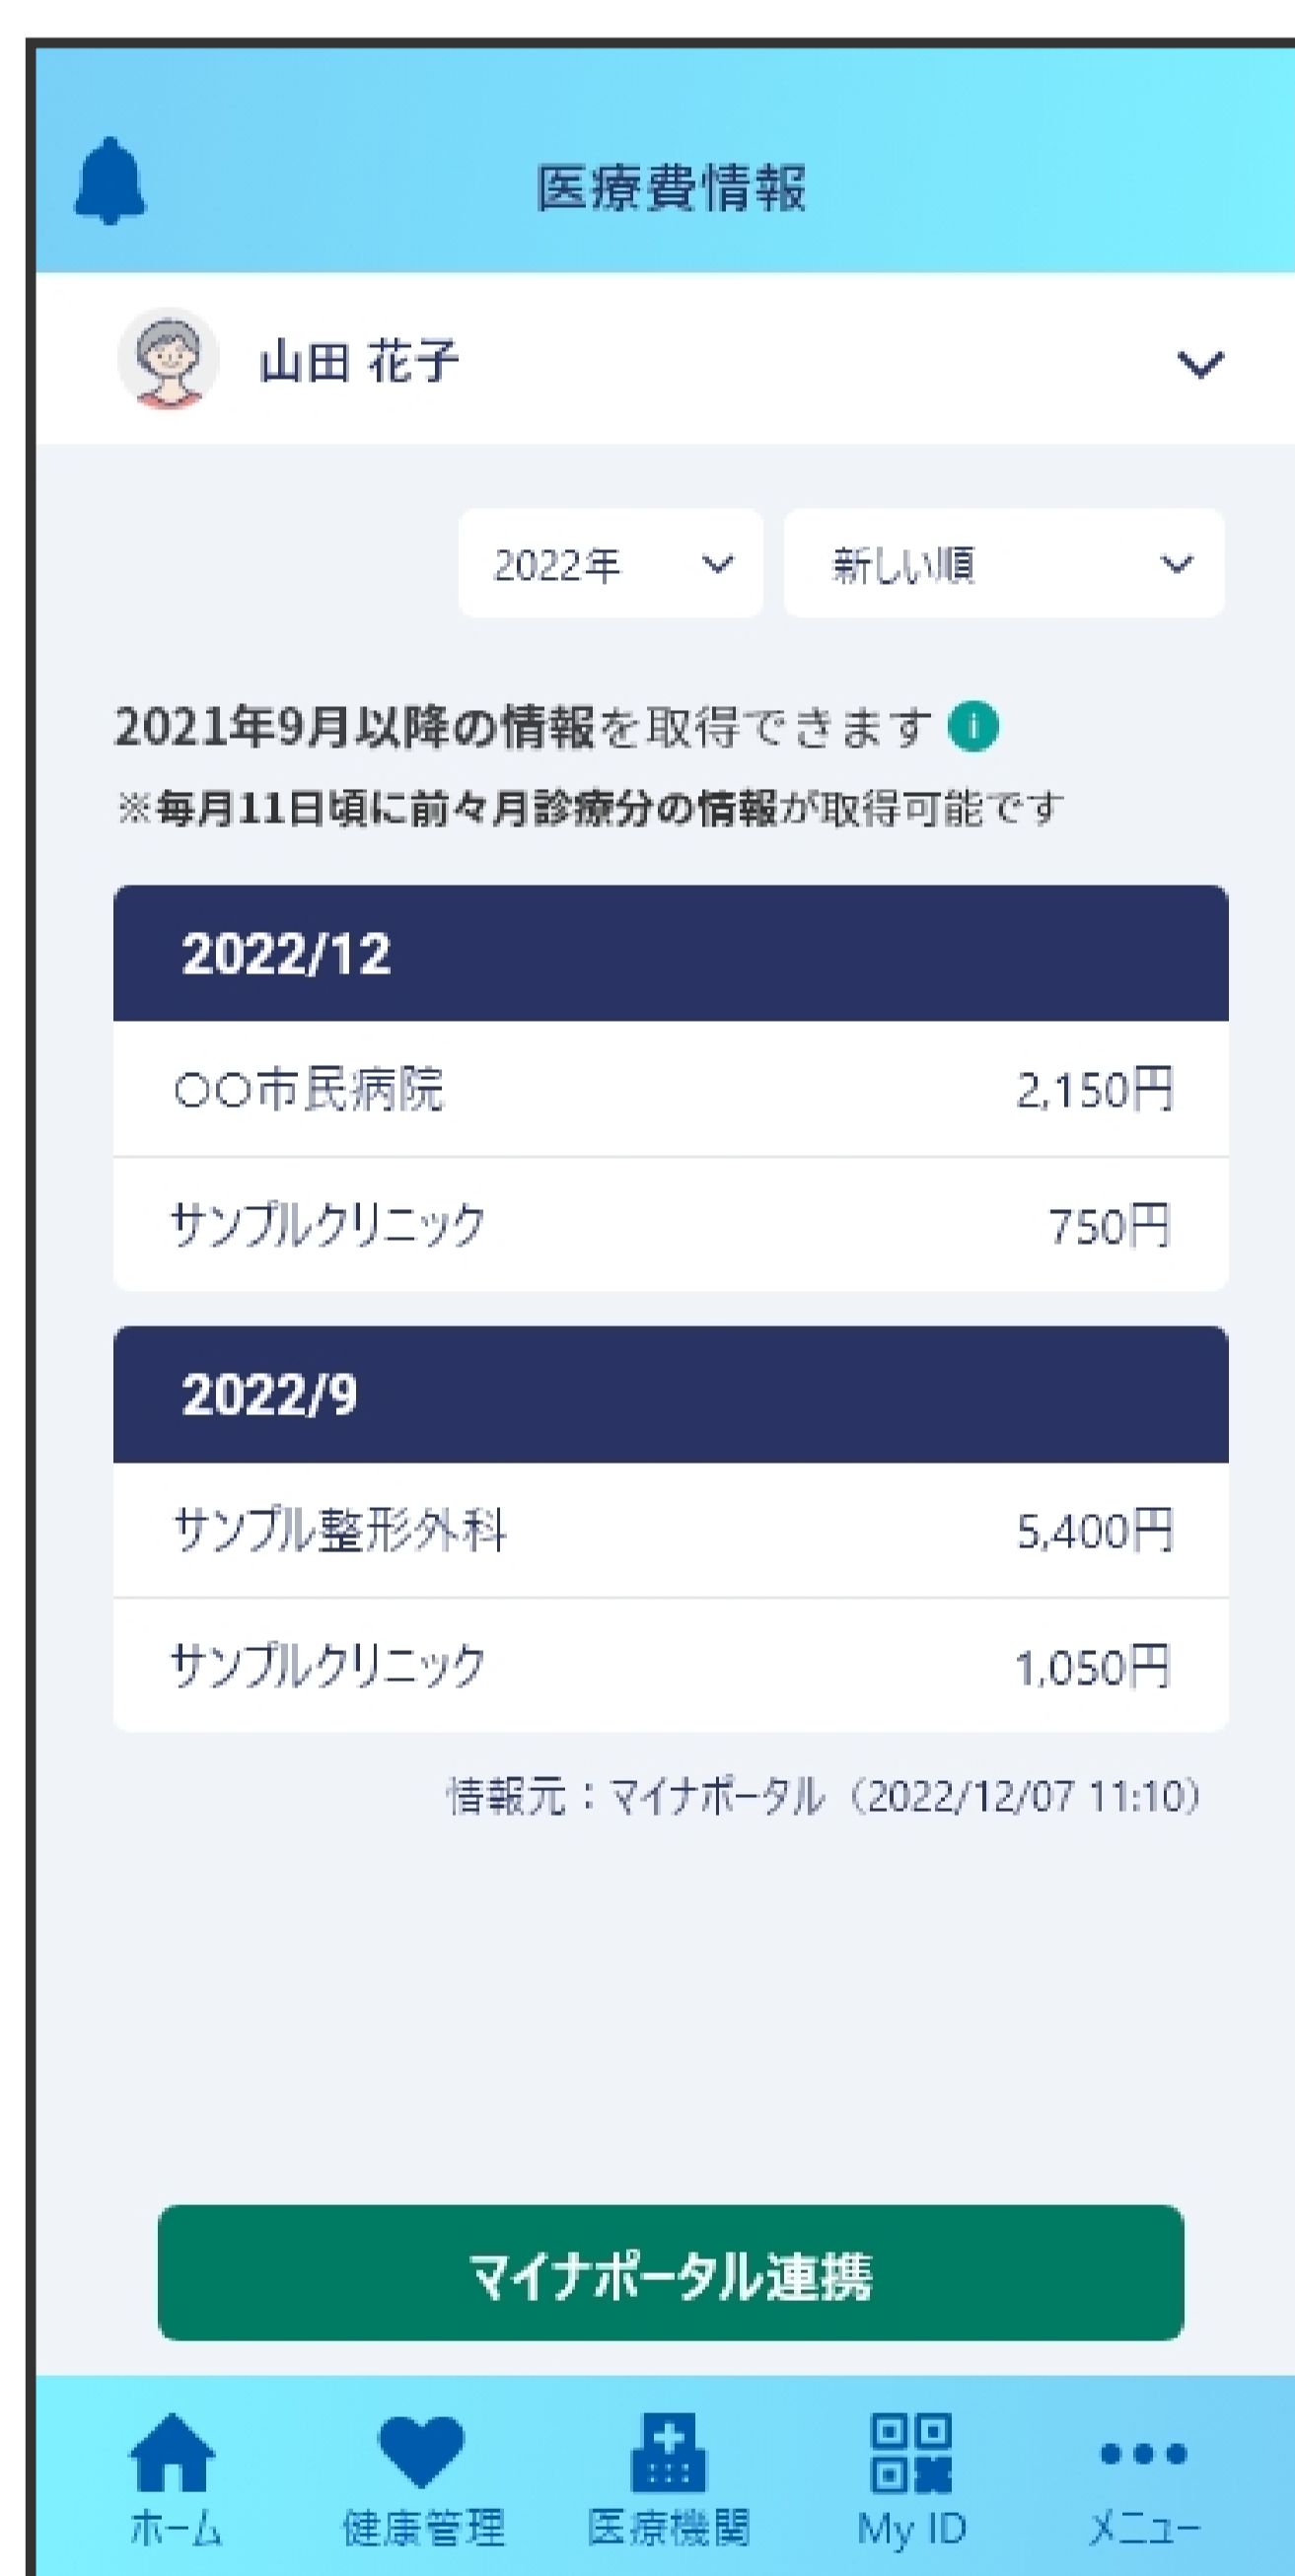 医療費情報
山田 花子
2022年 新しい順
2021年9月以降の情報を取得できます i
※毎月11日頃に前々月診療分の情報が取得可能です
2022/12
○○市民病院 2,150円
サンプルクリニック 750円
2022/9
サンプル整形外科 5,400円
サンプルクリニック 1,050円
情報元：マイナポータル（2022/12/07 11:10）
マイナポータル連携
ホーム 健康管理 医療機関 My ID メニュー